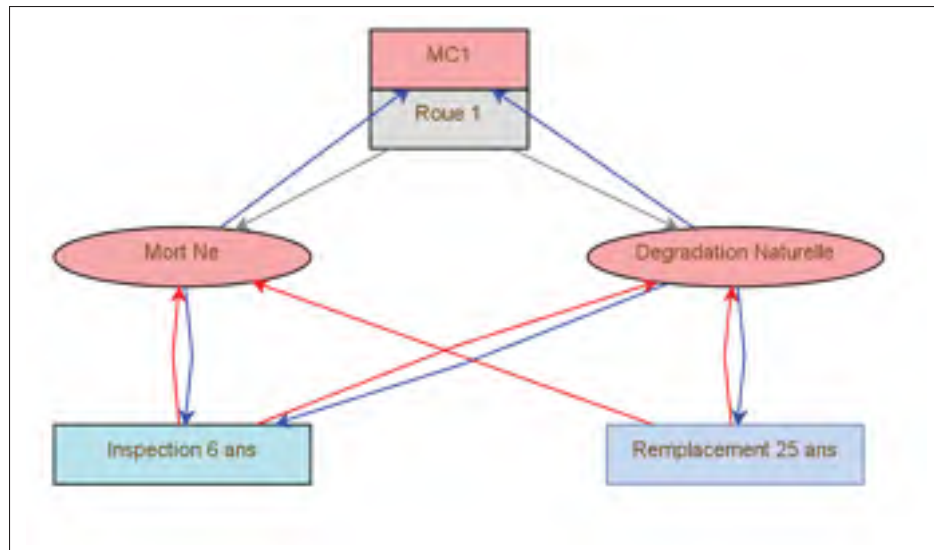 MC1
Roue 1
Mort Ne
Degradation Naturelle
Inspection 6 ans
Remplacement 25 ans